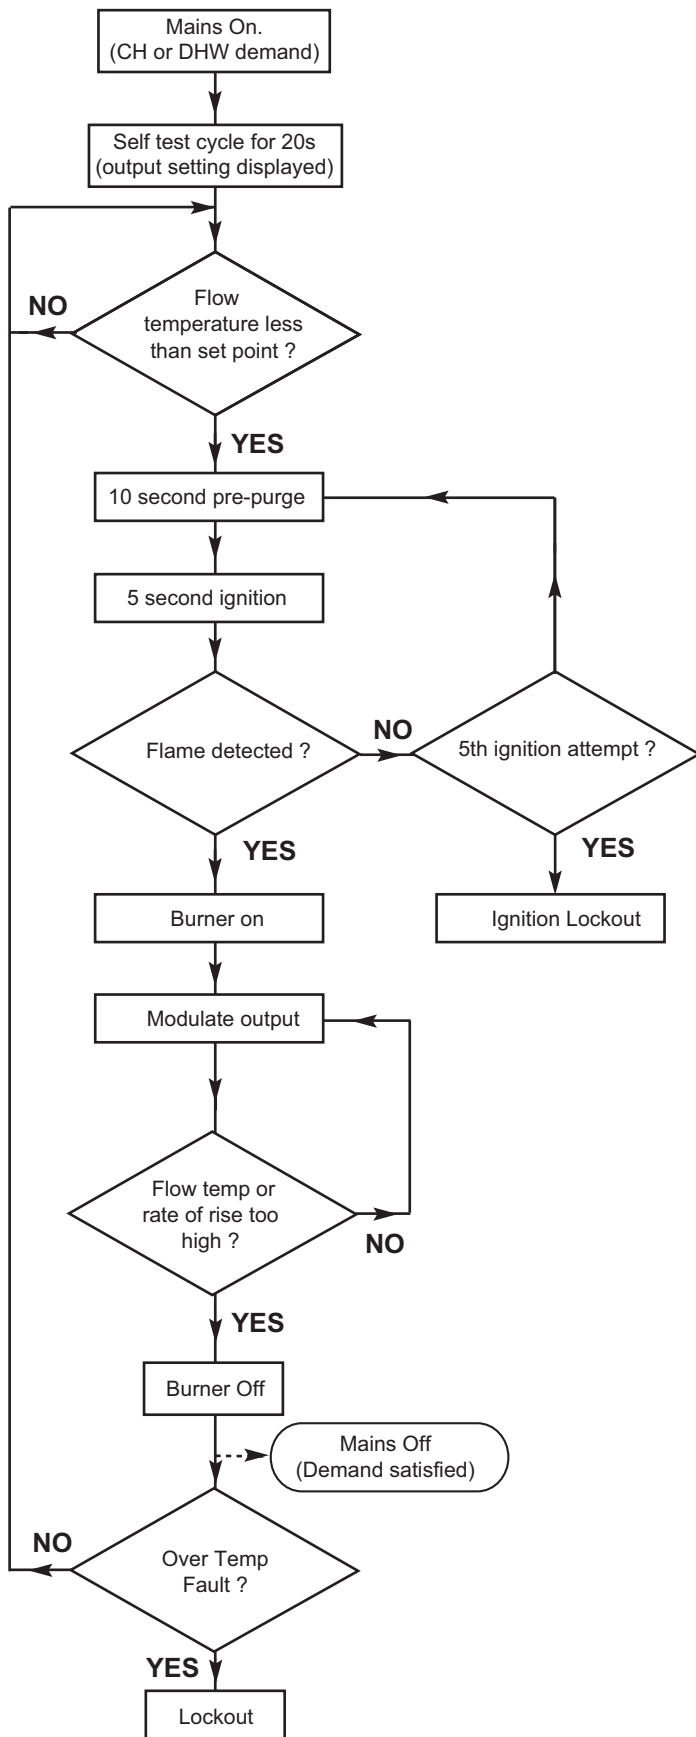 Mains On.
(CH or DHW demand)
Self test cycle for 20s
(output setting displayed)
NO
Flow
temperature less
than set point ?
YES
10 second pre-purge
5 second ignition
Flame detected ?
NO
5th ignition attempt ?
YES
YES
Burner on
Ignition Lockout
Modulate output
Flow temp or
rate of rise too
high ?
NO
YES
Burner Off
Mains Off
(Demand satisfied)
NO
Over Temp
Fault ?
YES
Lockout